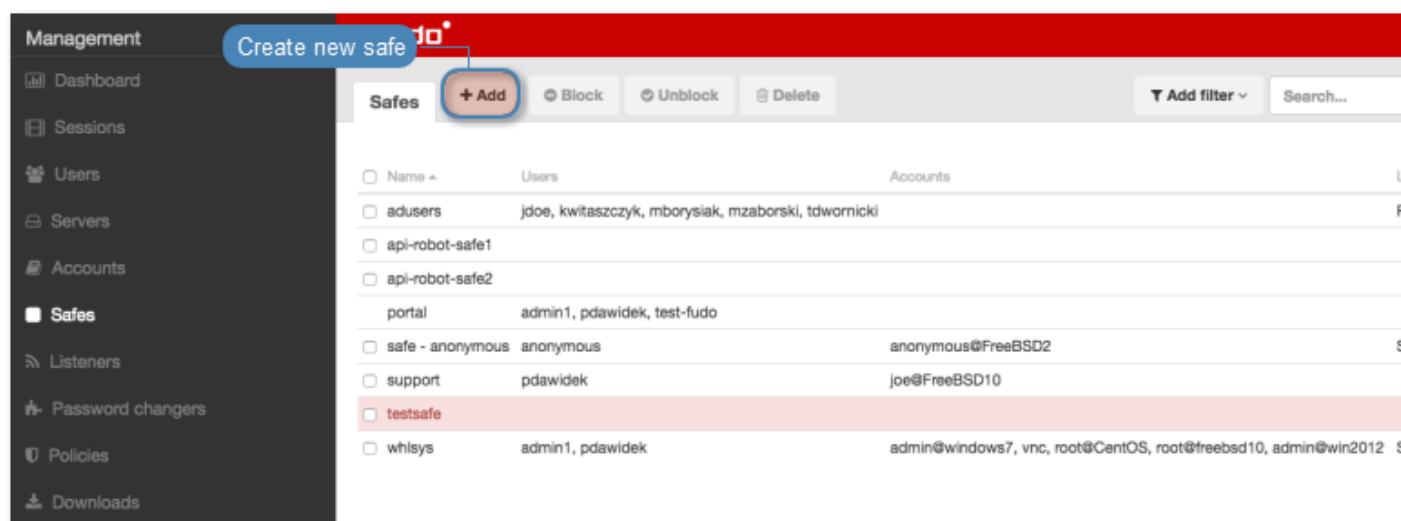 Management
Create new safe
Dashboard
Sessions
Users
Servers
Accounts
Safes
Listeners
Password changers
Policies
Downloads
Safes + Add Block Unblock Delete Add filter Search...
Name Users Accounts
adusers jdoe, kwitaszczyk, mborysiak, mzaborski, tdwornicki
api-robot-safe1
api-robot-safe2
portal admin1, pdawidek, test-fudo
safe - anonymous anonymous anonymous@FreeBSD2
support pdawidek joe@FreeBSD10
testsafe
whlsys admin1, pdawidek admin@windows7, vnc, root@CentOS, root@freebsd10, admin@win2012